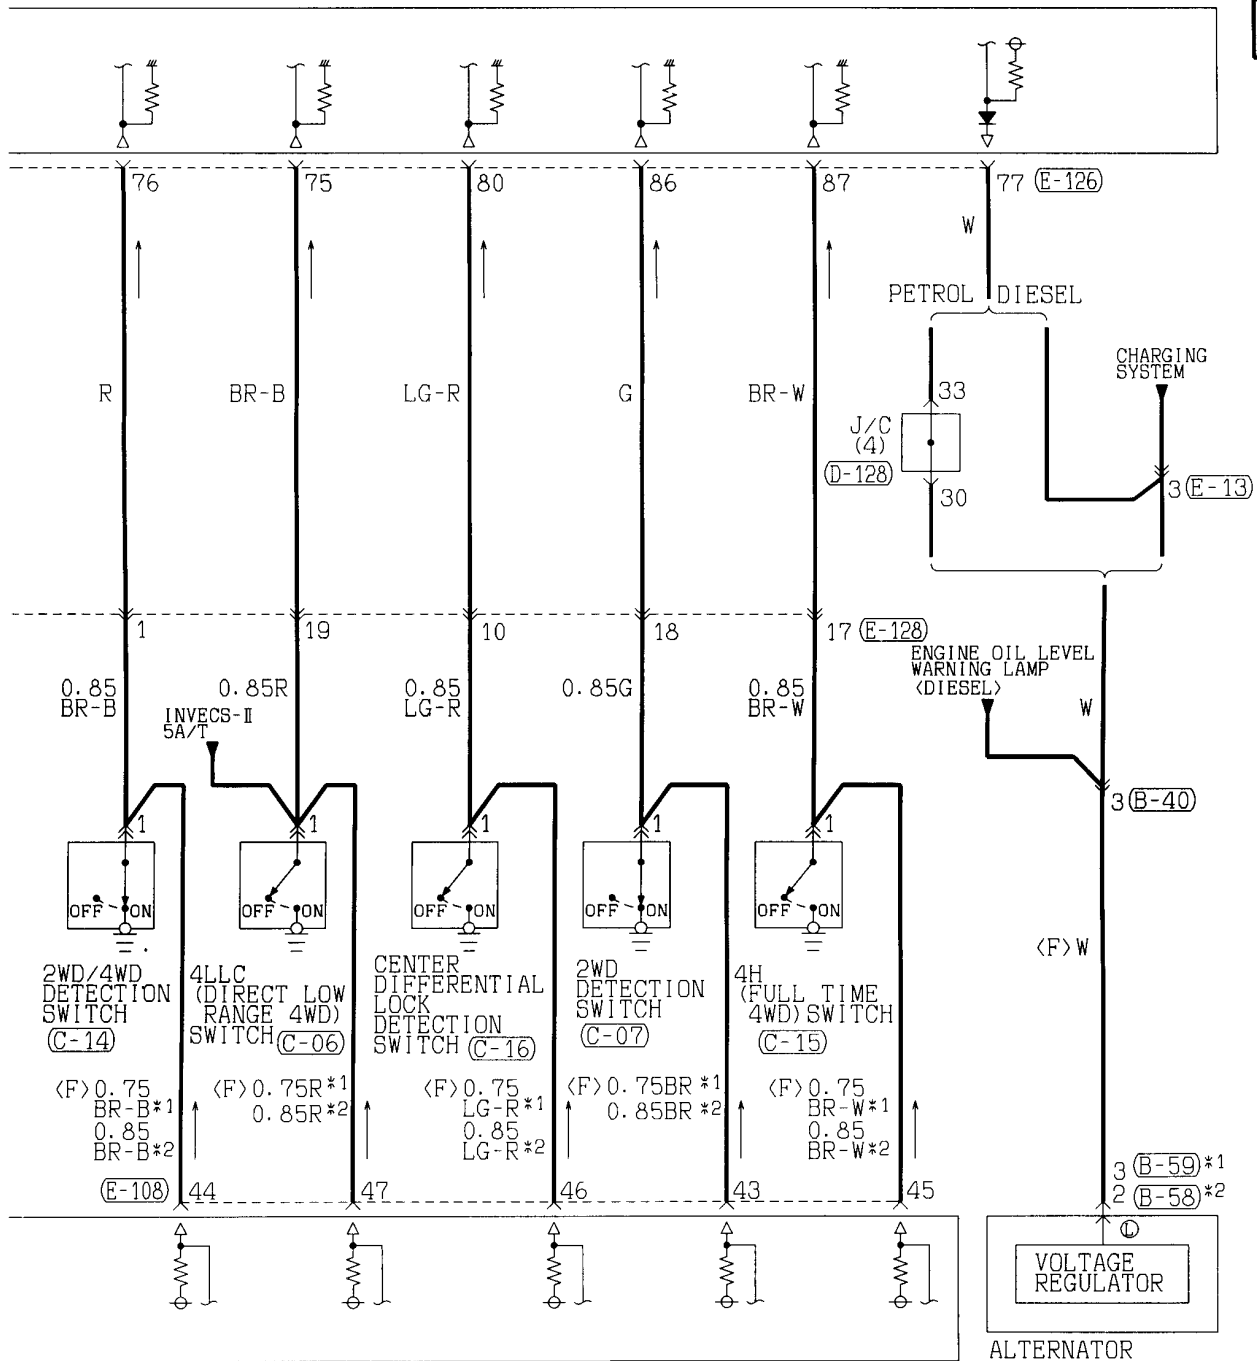 76 75 80 86 87 77 (E-126)
W
PETROL DIESEL
CHARGING
SYSTEM
R BR-B LG-R G BR-W
33
J/C
(4)
(D-128)
30
3 (E-13)
1 19 10 18 17 (E-128)
ENGINE OIL LEVEL
WARNING LAMP
<DIESEL>
0.85
BR-B
0.85R
0.85
LG-R
0.85G
0.85
BR-W
W
INVECS-Ⅱ
5A/T
3 (B-40)
1 1 1 1 1
OFF ON OFF ON OFF ON OFF ON OFF ON
<F>W
2WD/4WD
DETECTION
SWITCH
(C-14)
4LLC
(DIRECT LOW
RANGE 4WD)
SWITCH (C-06)
CENTER
DIFFERENTIAL
LOCK
DETECTION
SWITCH (C-16)
2WD
DETECTION
SWITCH
(C-07)
4H
(FULL TIME
4WD) SWITCH
(C-15)
<F>0.75
BR-B*1
0.85
BR-B*2
<F>0.75R*1
0.85R*2
<F>0.75
LG-R*1
0.85
LG-R*2
<F>0.75BR*1
0.85BR*2
<F>0.75
BR-W*1
0.85
BR-W*2
3 (B-59)*1
2 (B-58)*2
(E-108) 44 47 46 43 45
L
VOLTAGE
REGULATOR
ALTERNATOR